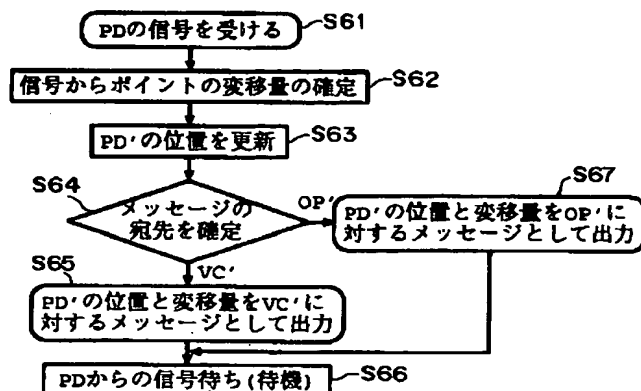 PDの信号を受ける
S61
信号からポイントの変移量の確定
S62
PD'の位置を更新
S63
S64
メッセージの
宛先を確定
OP'
S67
PD'の位置と変移量をOP'に
対するメッセージとして出力
VC'
S65
PD'の位置と変移量をVC'に
対するメッセージとして出力
PDからの信号待ち(待機)
S66